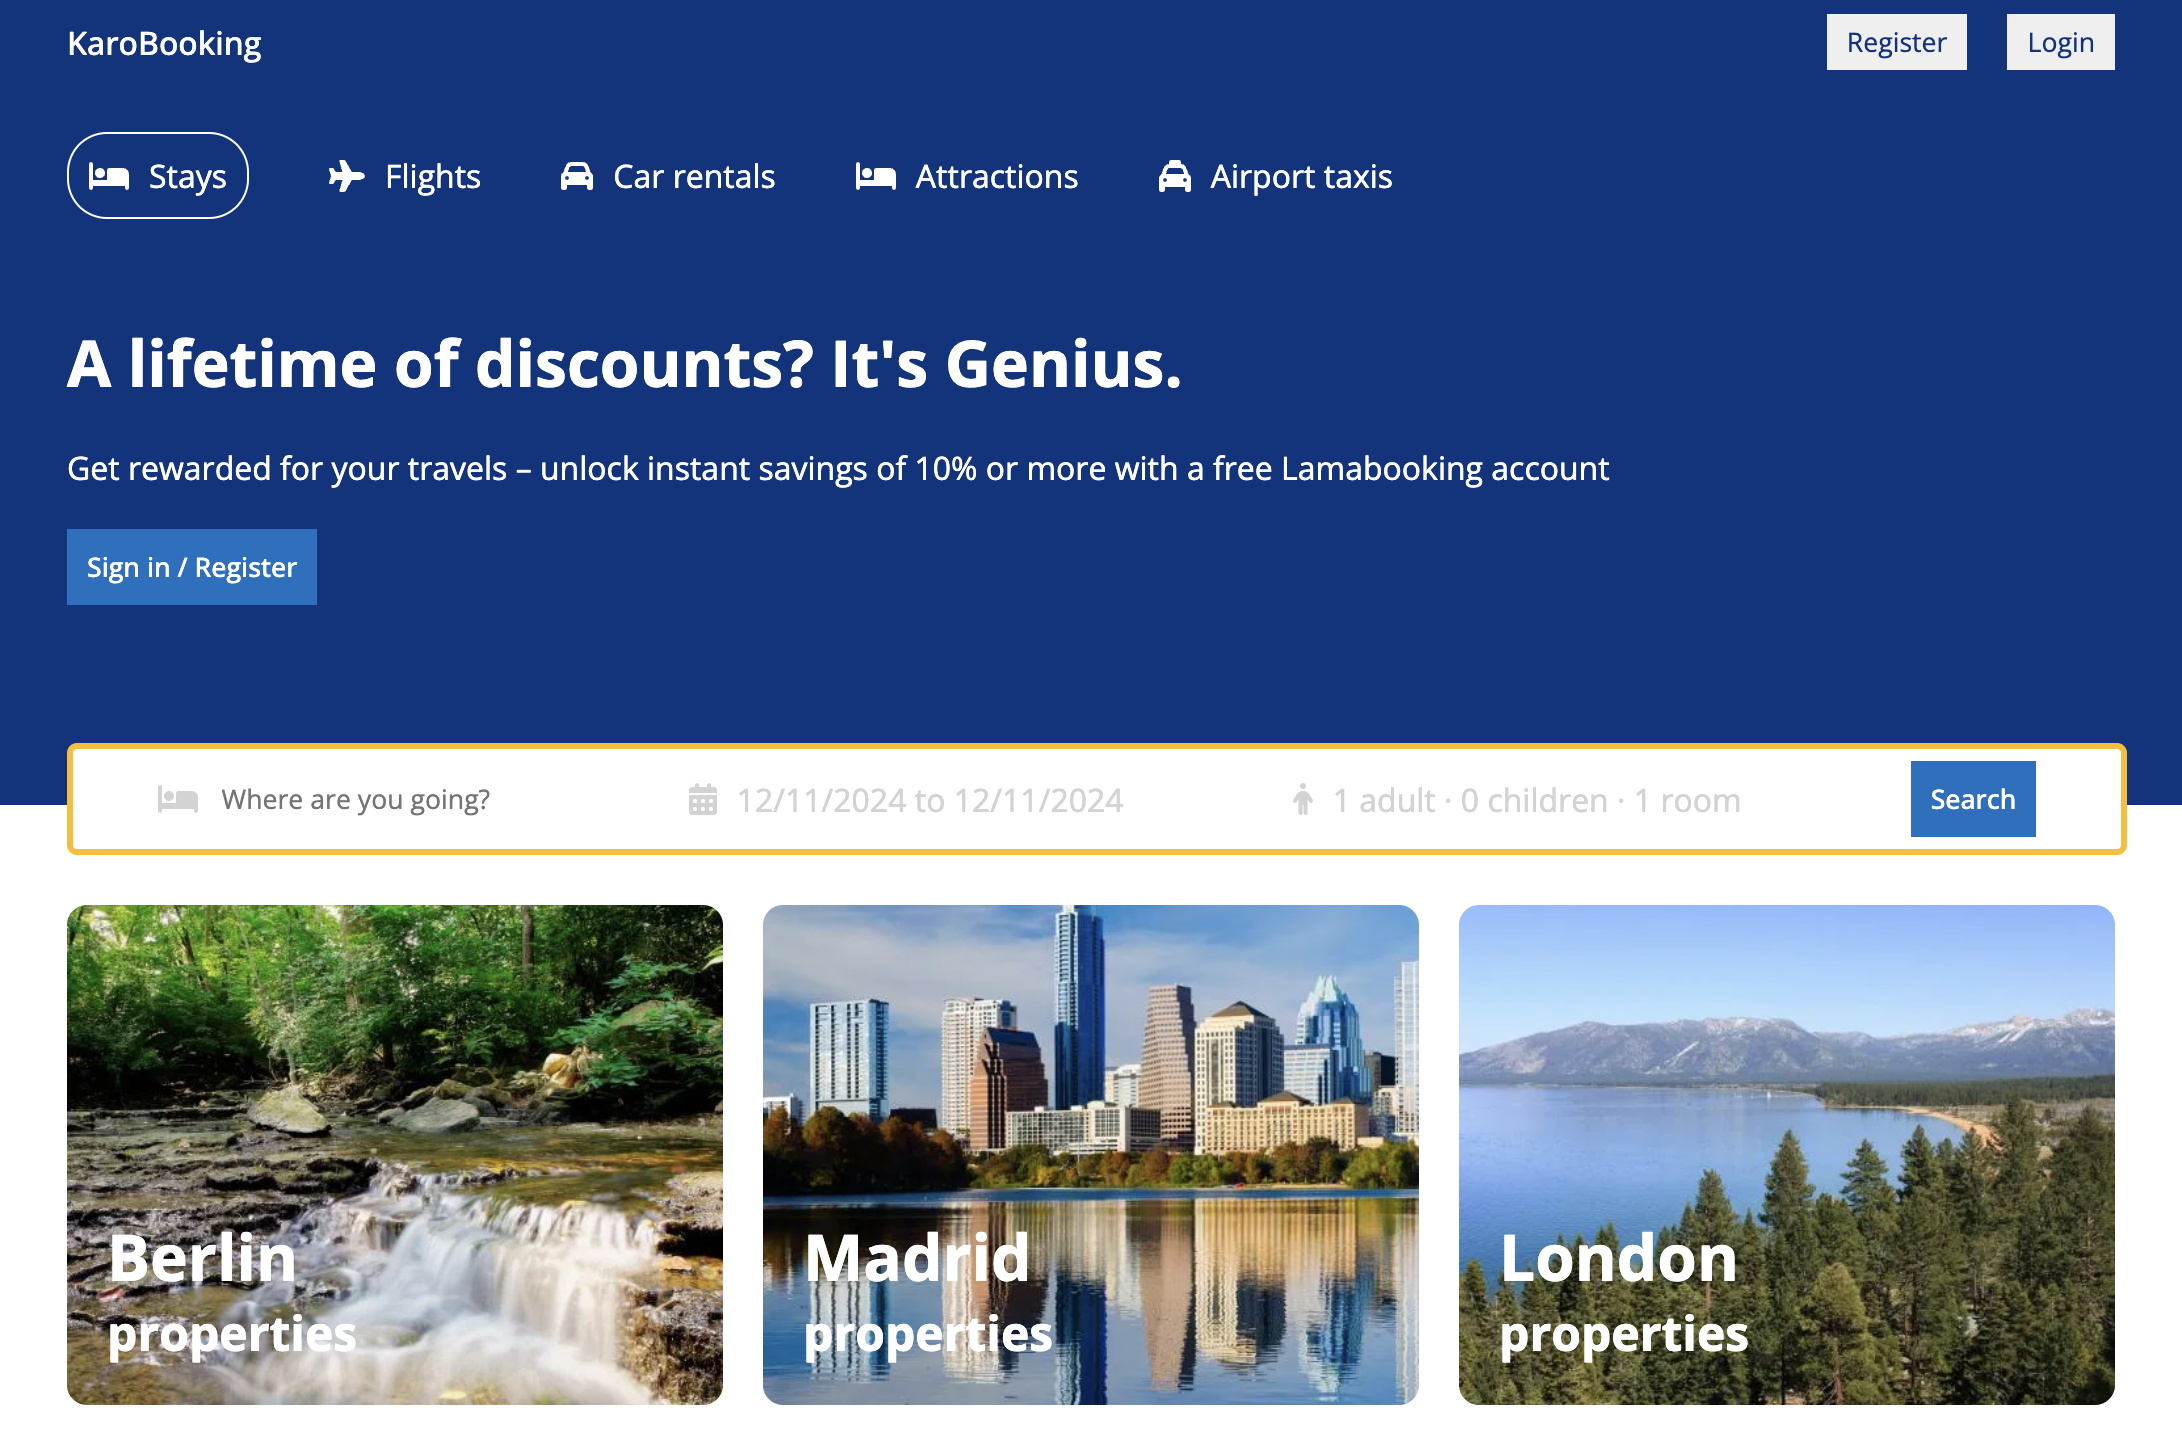 KaroBooking
Register
Login
Stays
Flights
Car rentals
Attractions
Airport taxis
A lifetime of discounts? It's Genius.
Get rewarded for your travels – unlock instant savings of 10% or more with a free Lamabooking account
Sign in / Register
Where are you going?
12/11/2024 to 12/11/2024
1 adult · 0 children · 1 room
Search
Berlin
properties
Madrid
properties
London
properties